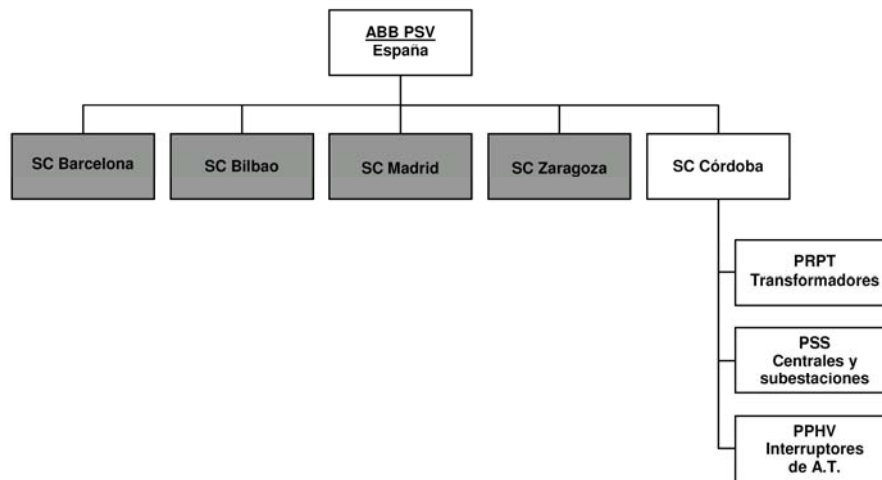 ABB PSV
España
SC Barcelona
SC Bilbao
SC Madrid
SC Zaragoza
SC Córdoba
PRPT
Transformadores
PSS
Centrales y
subestaciones
PPHV
Interruptores
de A.T.